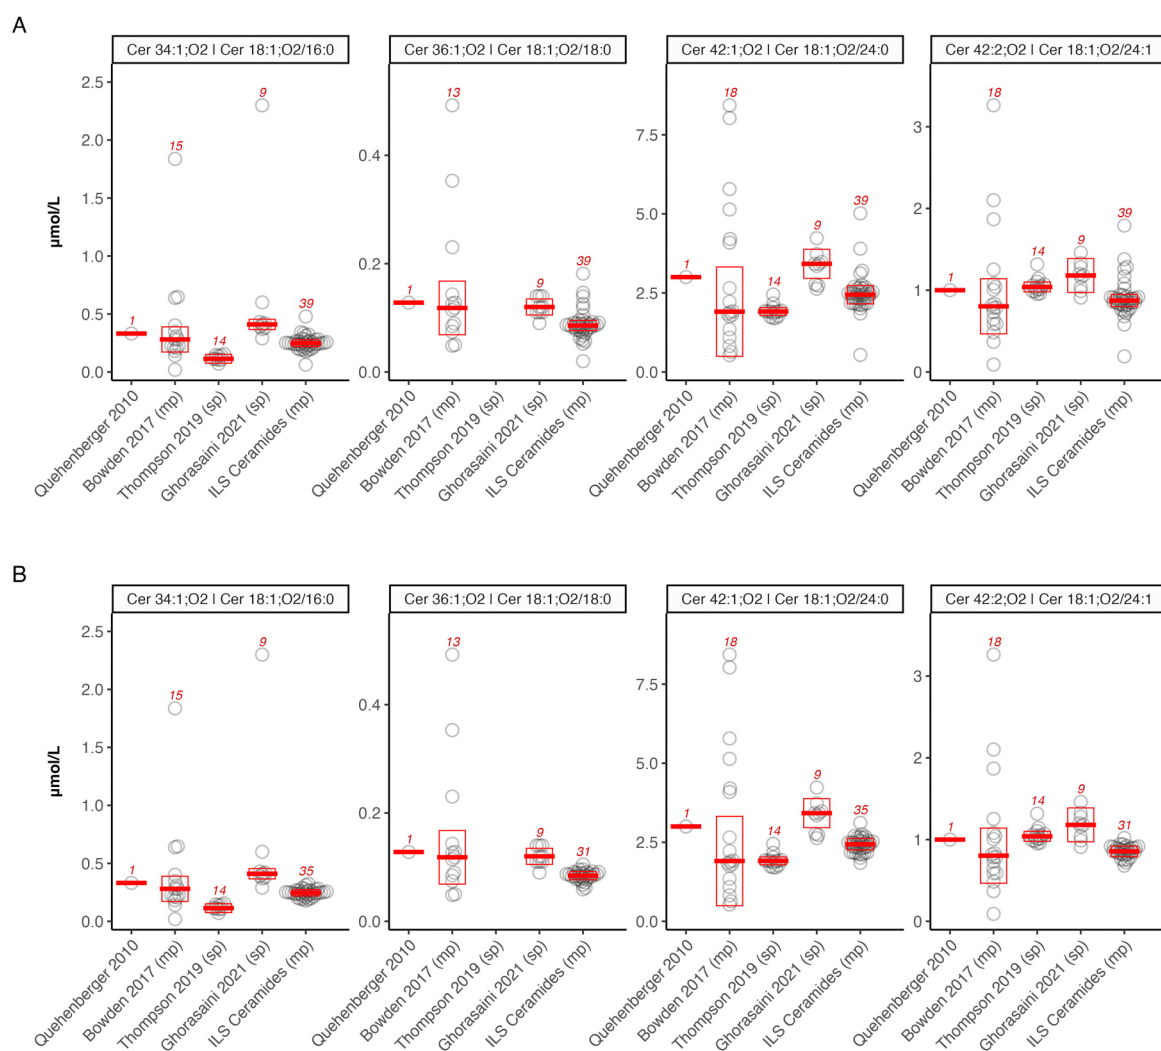 A
Cer 34:1;O2 | Cer 18:1;O2/16:0
Cer 36:1;O2 | Cer 18:1;O2/18:0
Cer 42:1;O2 | Cer 18:1;O2/24:0
Cer 42:2;O2 | Cer 18:1;O2/24:1
µmol/L
2.5
2.0
1.5
1.0
0.5
0.0
1
15
14
9
39
0.4
0.2
0.0
1
13
9
39
7.5
5.0
2.5
0.0
1
18
14
9
39
3
2
1
0
1
18
14
9
39
Quehenberger 2010
Bowden 2017 (mp)
Thompson 2019 (sp)
Ghorasaini 2021 (sp)
ILS Ceramides (mp)
Quehenberger 2010
Bowden 2017 (mp)
Thompson 2019 (sp)
Ghorasaini 2021 (sp)
ILS Ceramides (mp)
Quehenberger 2010
Bowden 2017 (mp)
Thompson 2019 (sp)
Ghorasaini 2021 (sp)
ILS Ceramides (mp)
Quehenberger 2010
Bowden 2017 (mp)
Thompson 2019 (sp)
Ghorasaini 2021 (sp)
ILS Ceramides (mp)
B
Cer 34:1;O2 | Cer 18:1;O2/16:0
Cer 36:1;O2 | Cer 18:1;O2/18:0
Cer 42:1;O2 | Cer 18:1;O2/24:0
Cer 42:2;O2 | Cer 18:1;O2/24:1
µmol/L
2.5
2.0
1.5
1.0
0.5
0.0
1
15
14
9
35
0.4
0.2
0.0
1
13
9
31
7.5
5.0
2.5
0.0
1
18
14
9
35
3
2
1
0
1
18
14
9
31
Quehenberger 2010
Bowden 2017 (mp)
Thompson 2019 (sp)
Ghorasaini 2021 (sp)
ILS Ceramides (mp)
Quehenberger 2010
Bowden 2017 (mp)
Thompson 2019 (sp)
Ghorasaini 2021 (sp)
ILS Ceramides (mp)
Quehenberger 2010
Bowden 2017 (mp)
Thompson 2019 (sp)
Ghorasaini 2021 (sp)
ILS Ceramides (mp)
Quehenberger 2010
Bowden 2017 (mp)
Thompson 2019 (sp)
Ghorasaini 2021 (sp)
ILS Ceramides (mp)